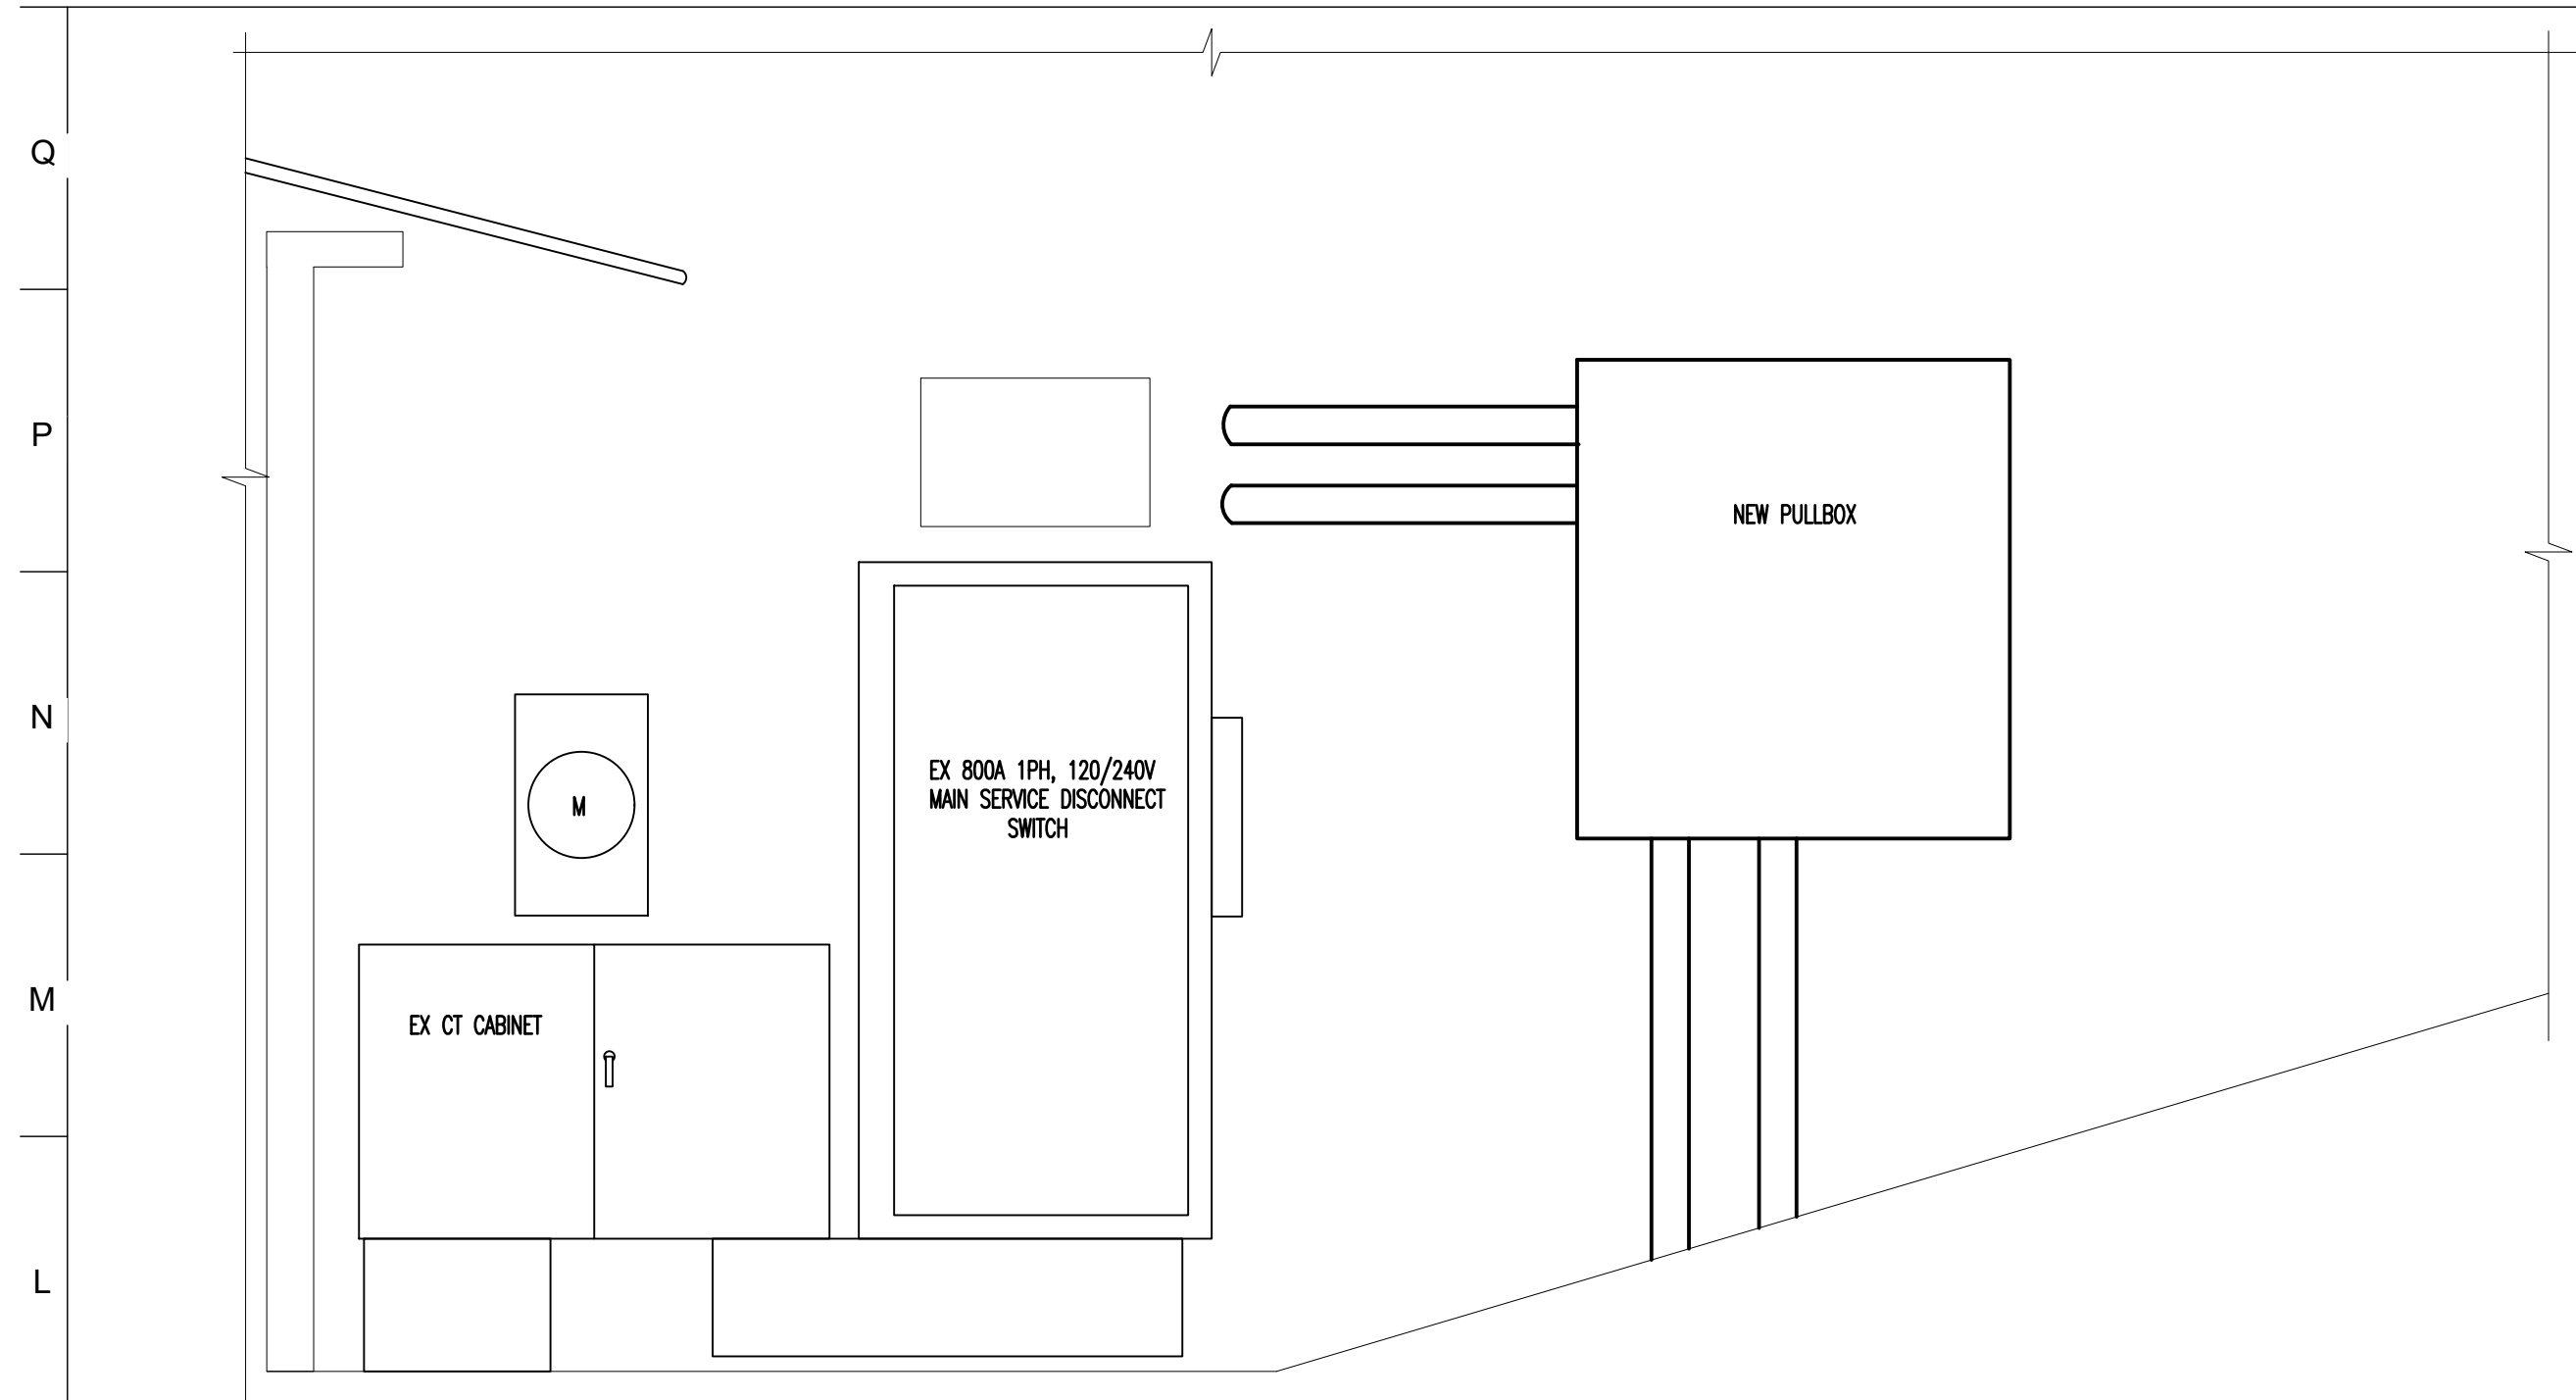 Q
P
NEW PULLBOX
N
EX 800A 1PH, 120/240V
MAIN SERVICE DISCONNECT
SWITCH
M
M
EX CT CABINET
L